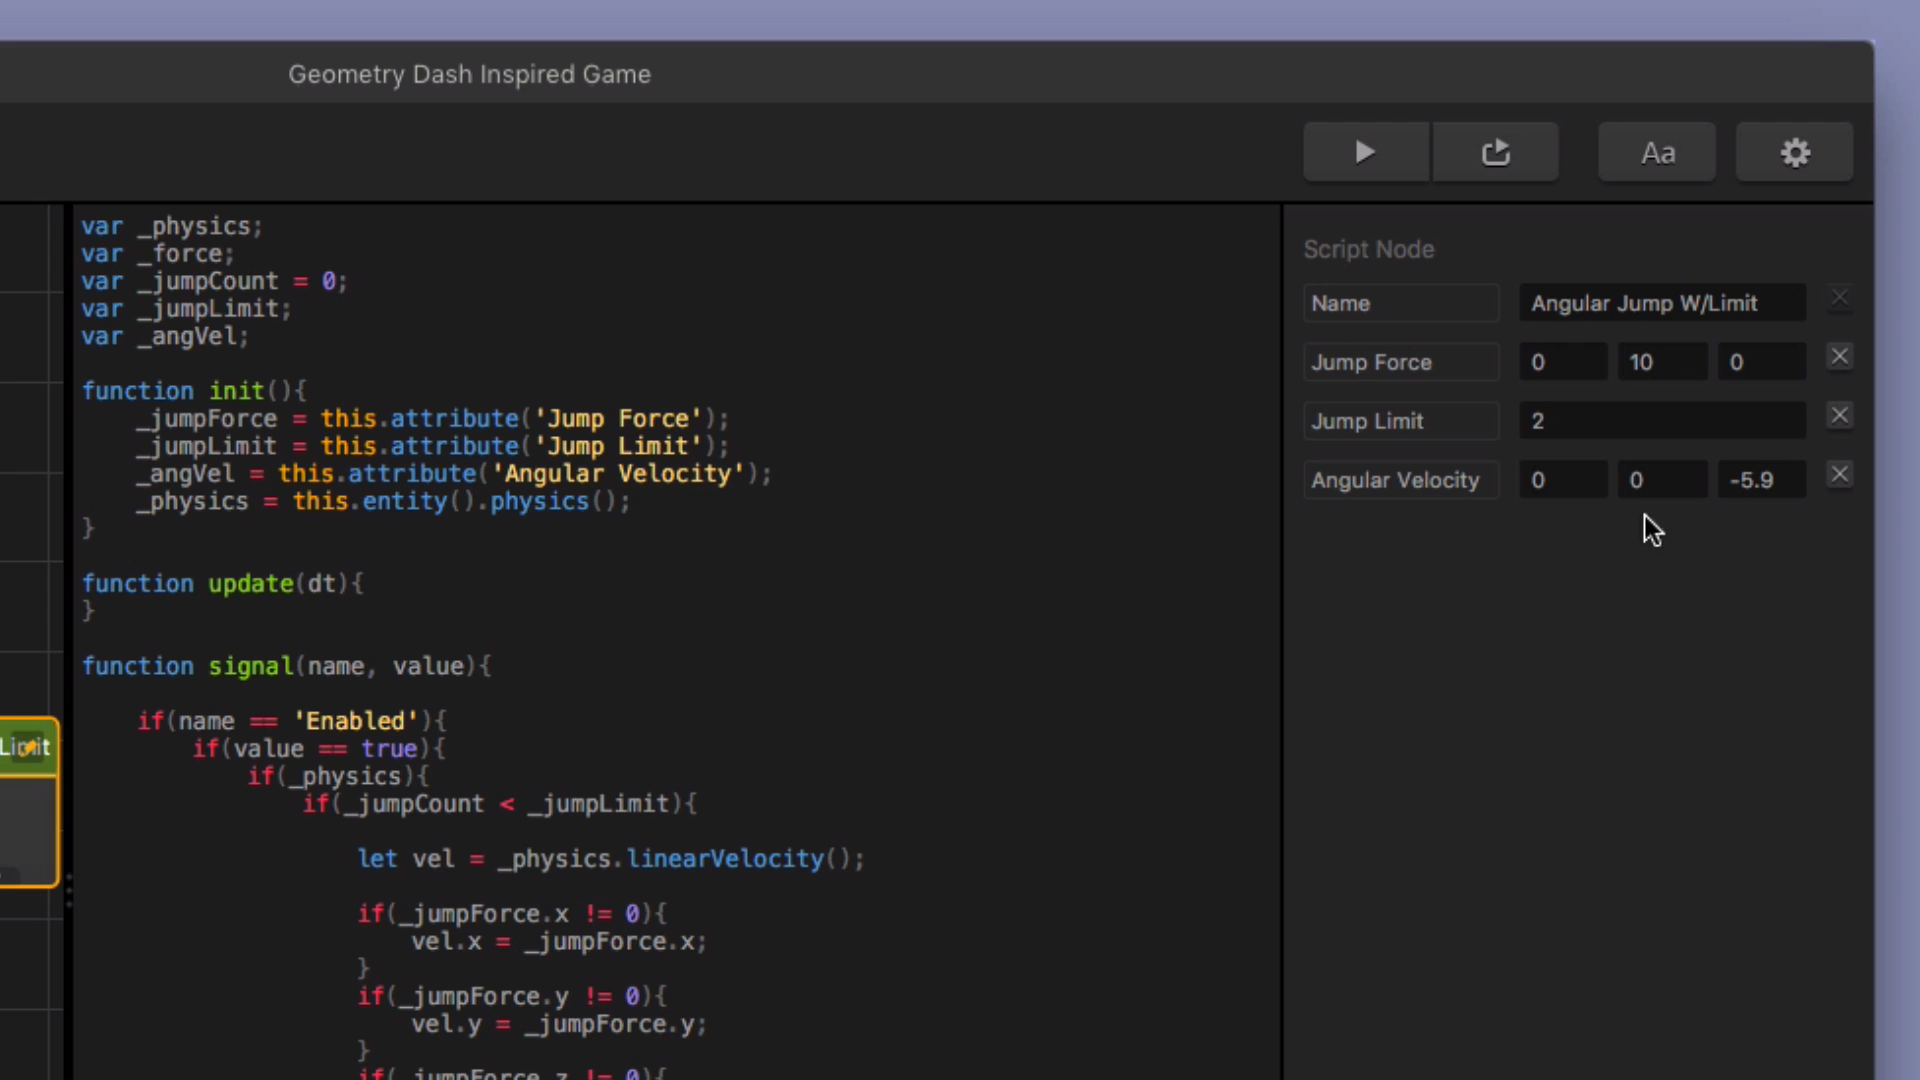 Geometry Dash Inspired Game
Aa
var _physics;
var _force;
var _jumpCount = 0;
var _jumpLimit;
var _angVel;
function init(){
_jumpForce = this.attribute('Jump Force');
_jumpLimit = this.attribute('Jump Limit');
_angVel = this.attribute('Angular Velocity');
_physics = this.entity().physics();
}
function update(dt){
}
function signal(name, value){
if(name == 'Enabled'){
if(value == true){
if(_physics){
if(_jumpCount < _jumpLimit){
let vel = _physics.linearVelocity();
if(_jumpForce.x != 0){
vel.x = _jumpForce.x;
}
if(_jumpForce.y != 0){
vel.y = _jumpForce.y;
}
if(_jumpForce.z != 0){
Limit
Script Node
Name Angular Jump W/Limit
Jump Force 0 10 0
Jump Limit 2
Angular Velocity 0 0 -5.9